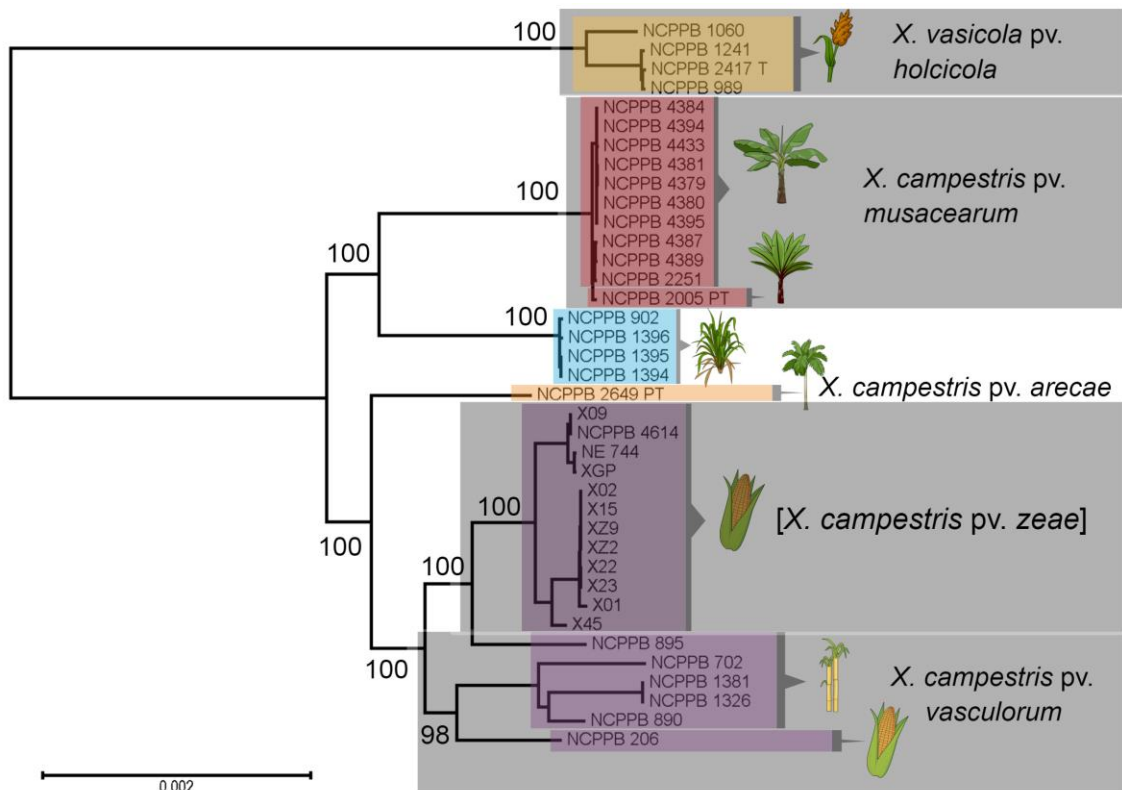 100
NCPPB 1060
NCPPB 1241
NCPPB 2417 T
NCPPB 989
X. vasicola pv.
holcicola
100
NCPPB 4384
NCPPB 4394
NCPPB 4433
NCPPB 4381
NCPPB 4379
NCPPB 4380
NCPPB 4395
NCPPB 4387
NCPPB 4389
NCPPB 2251
NCPPB 2005 PT
X. campestris pv.
musacearum
100
100
NCPPB 902
NCPPB 1396
NCPPB 1395
NCPPB 1394
NCPPB 2649 PT
X. campestris pv. arecae
100
100
X09
NCPPB 4614
NE 744
XGP
X02
X15
XZ9
XZ2
X22
X23
X01
X45
[X. campestris pv. zeae]
100
100
NCPPB 895
NCPPB 702
NCPPB 1381
NCPPB 1326
NCPPB 890
98
NCPPB 206
X. campestris pv.
vasculorum
0.002